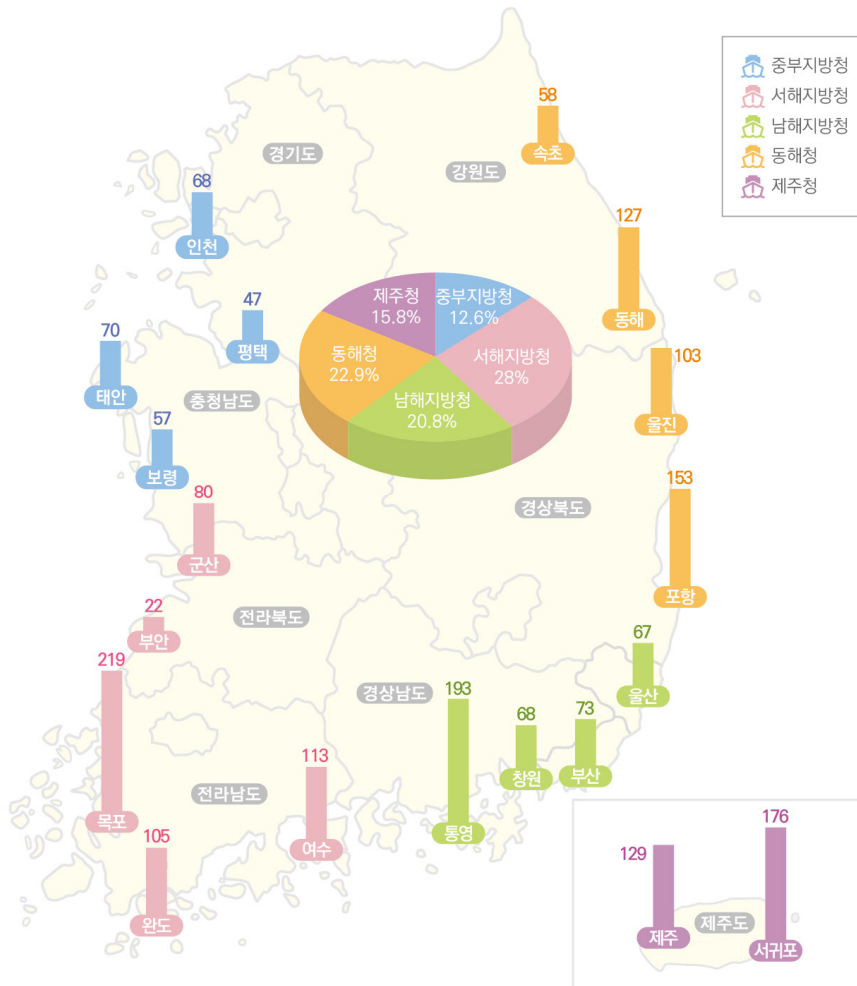 중부지방청
서해지방청
남해지방청
동해청
제주청
58
속초
경기도
강원도
68
인천
127
동해
47
평택
70
태안
제주청
15.8%
중부지방청
12.6%
동해청
22.9%
서해지방청
28%
남해지방청
20.8%
103
울진
충청남도
57
보령
80
군산
경상북도
153
포항
22
부안
전라북도
219
목포
경상남도
193
통영
68
창원
73
부산
67
울산
113
여수
전라남도
105
완도
129
제주
제주도
176
서귀포